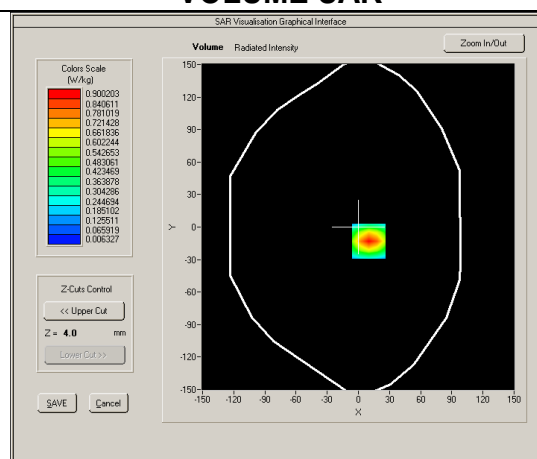 VOLUME SAR
SAR Visualisation Graphical Interface
Volume Radiated Intensity
Zoom In/Out
Colors Scale
(W/kg)
0.900203
0.840611
0.781019
0.721428
0.661836
0.602244
0.542653
0.483061
0.423469
0.363878
0.304286
0.244694
0.185102
0.125511
0.065919
0.006327
Z-Cuts Control
<< Upper Cut
Z = 4.0 mm
Lower Cut >>
SAVE Cancel
150
120
90
60
30
0
-30
-60
-90
-120
-150
Y
-150 -120 -90 -60 -30 0 30 60 90 120 150
X